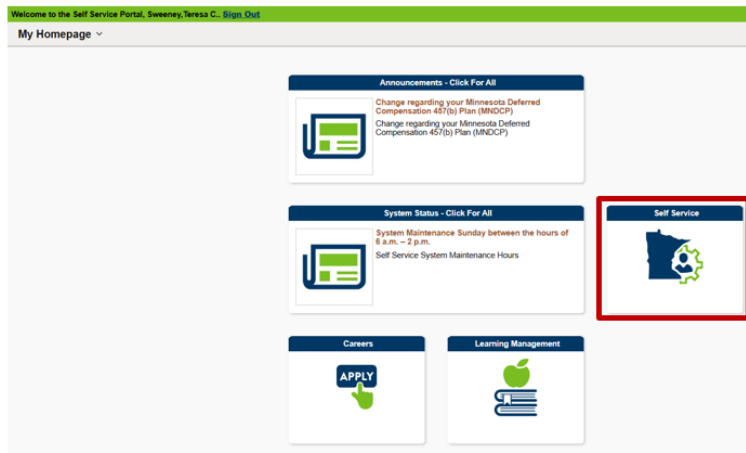 Welcome to the Self Service Portal, Sweeney,Teresa C.. Sign Out
My Homepage
Announcements - Click For All
Change regarding your Minnesota Deferred
Compensation 457(b) Plan (MNDCP)
Change regarding your Minnesota Deferred
Compensation 457(b) Plan (MNDCP)
System Status - Click For All
System Maintenance Sunday between the hours of
6 a.m. – 2 p.m.
Self Service System Maintenance Hours
Self Service
Careers
APPLY
Learning Management